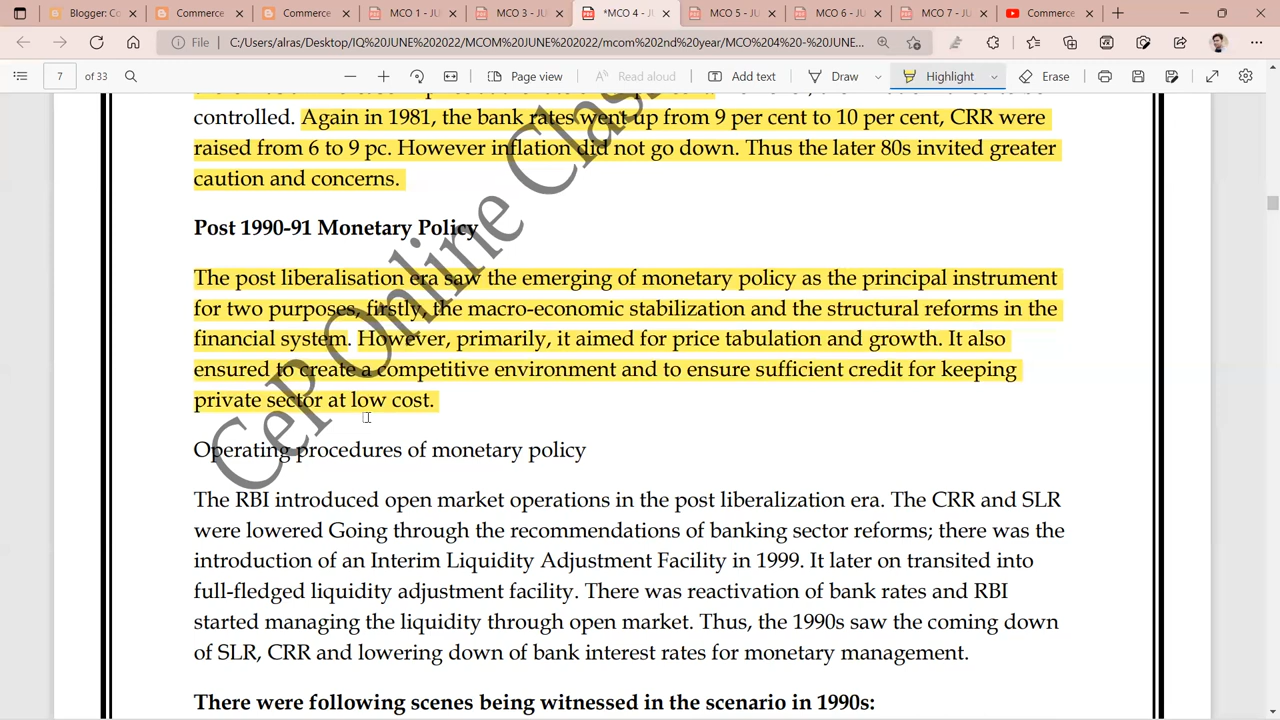 Blogger: Co
Commerce
Commerce
MCO 1 - JU
MCO 3 - JU
*MCO 4 - JU
MCO 5 - JU
MCO 6 - JU
MCO 7 - JU
Commerce
File
C:/Users/alras/Desktop/IQ%20JUNE%202022/MCOM%20JUNE%202022/mcom%202nd%20year/MCO%204%20-%20JUNE...
7 of 33
Page view
Read aloud
Add text
Draw
Highlight
Erase
controlled. Again in 1981, the bank rates went up from 9 per cent to 10 per cent, CRR were
raised from 6 to 9 pc. However inflation did not go down. Thus the later 80s invited greater
caution and concerns.
Post 1990-91 Monetary Policy
The post liberalisation era saw the emerging of monetary policy as the principal instrument
for two purposes, firstly, the macro-economic stabilization and the structural reforms in the
financial system. However, primarily, it aimed for price tabulation and growth. It also
ensured to create a competitive environment and to ensure sufficient credit for keeping
private sector at low cost.
Operating procedures of monetary policy
The RBI introduced open market operations in the post liberalization era. The CRR and SLR
were lowered Going through the recommendations of banking sector reforms; there was the
introduction of an Interim Liquidity Adjustment Facility in 1999. It later on transited into
full-fledged liquidity adjustment facility. There was reactivation of bank rates and RBI
started managing the liquidity through open market. Thus, the 1990s saw the coming down
of SLR, CRR and lowering down of bank interest rates for monetary management.
There were following scenes being witnessed in the scenario in 1990s:
CeP Online Clas